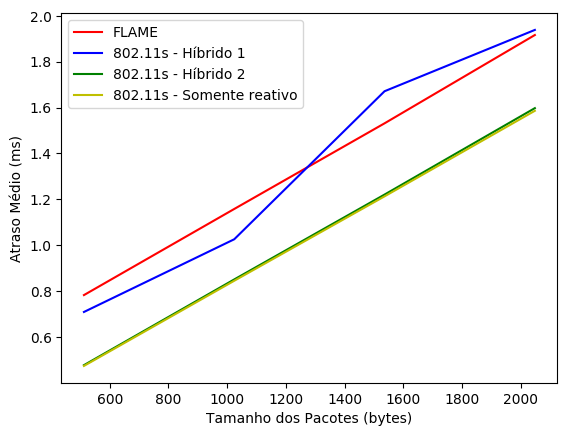 FLAME
802.11s - Híbrido 1
802.11s - Híbrido 2
802.11s - Somente reativo
Atraso Médio (ms)
2.0
1.8
1.6
1.4
1.2
1.0
0.8
0.6
600 800 1000 1200 1400 1600 1800 2000
Tamanho dos Pacotes (bytes)